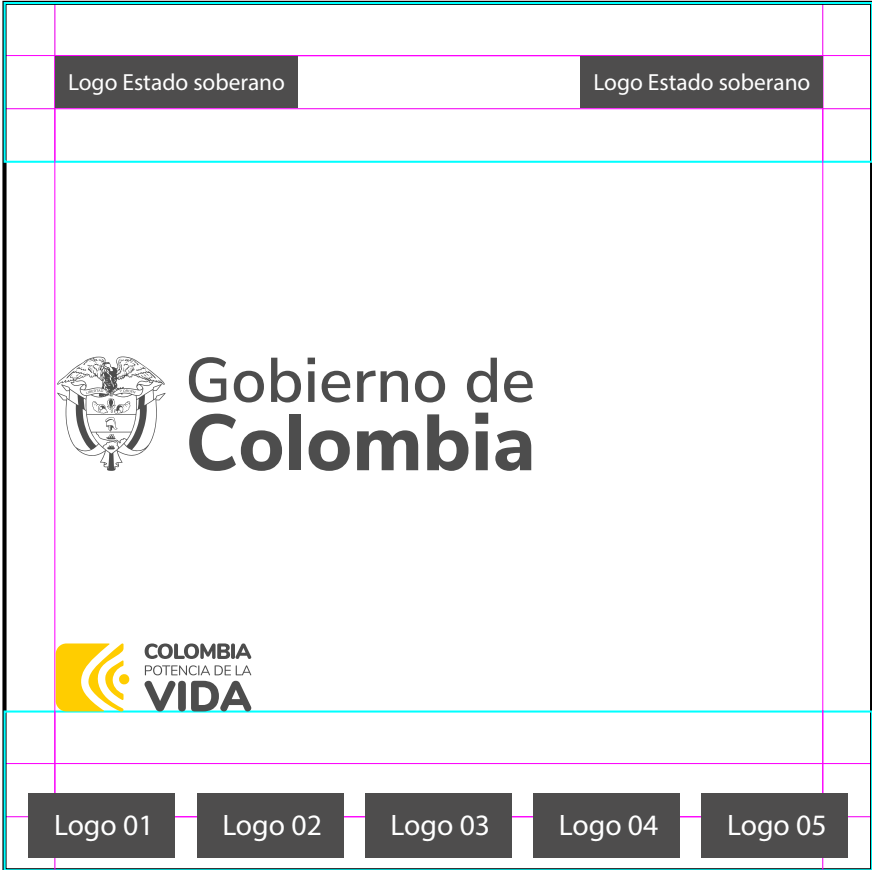 Logo Estado soberano
Logo Estado soberano
Gobierno de
Colombia
COLOMBIA
POTENCIA DE LA
VIDA
Logo 01
Logo 02
Logo 03
Logo 04
Logo 05